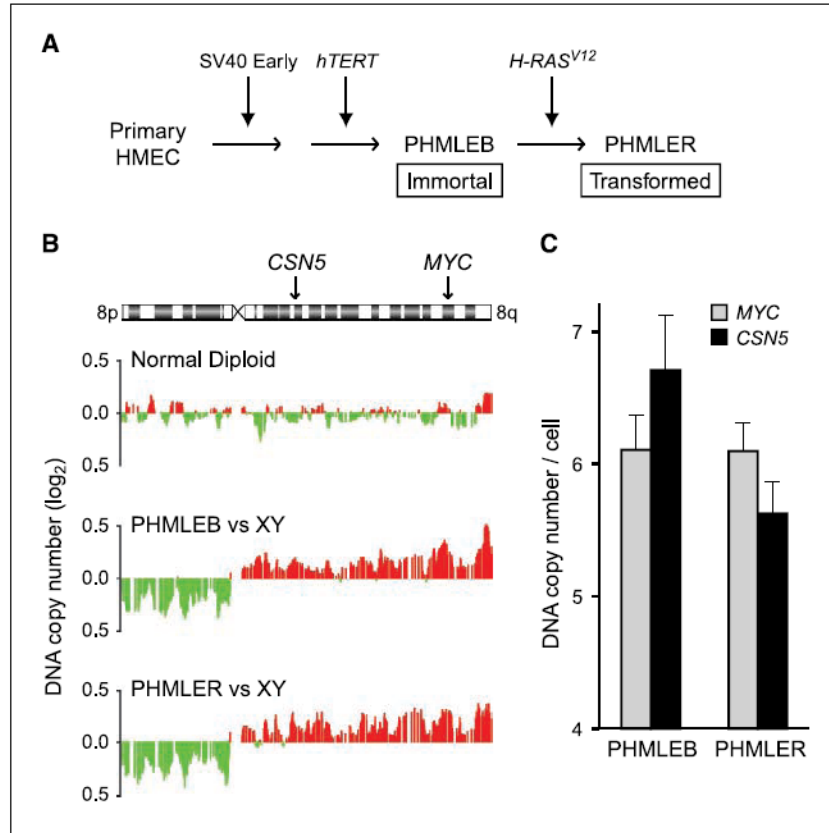 A
SV40 Early hTERT H-RASV12
Primary
HMEC
PHMLEB PHMLER
Immortal Transformed
B
CSN5 MYC
8p 8q
Normal Diploid
0.5
0.0
0.5
PHMLEB vs XY
0.5
0.0
0.5
PHMLER vs XY
0.5
0.0
0.5
DNA copy number (log2)
C
MYC
CSN5
7
6
5
4
DNA copy number / cell
PHMLEB PHMLER